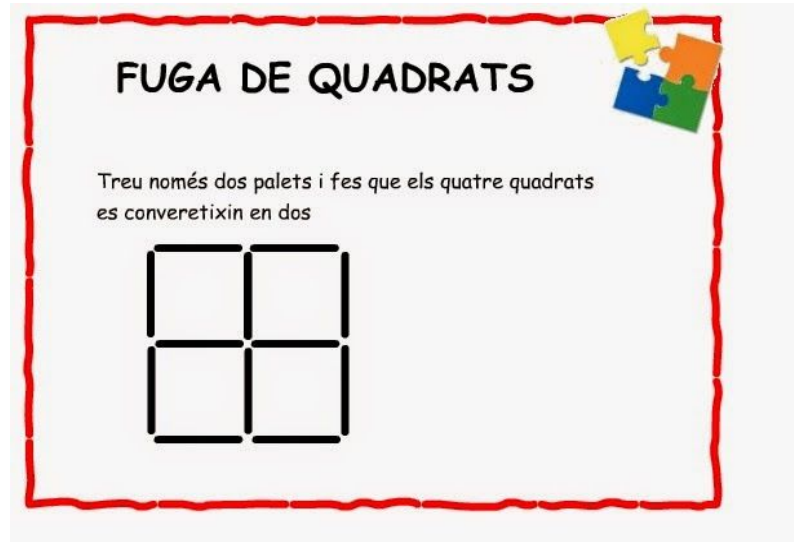 FUGA DE QUADRATS
Treu només dos palets i fes que els quatre quadrats
es converetixin en dos